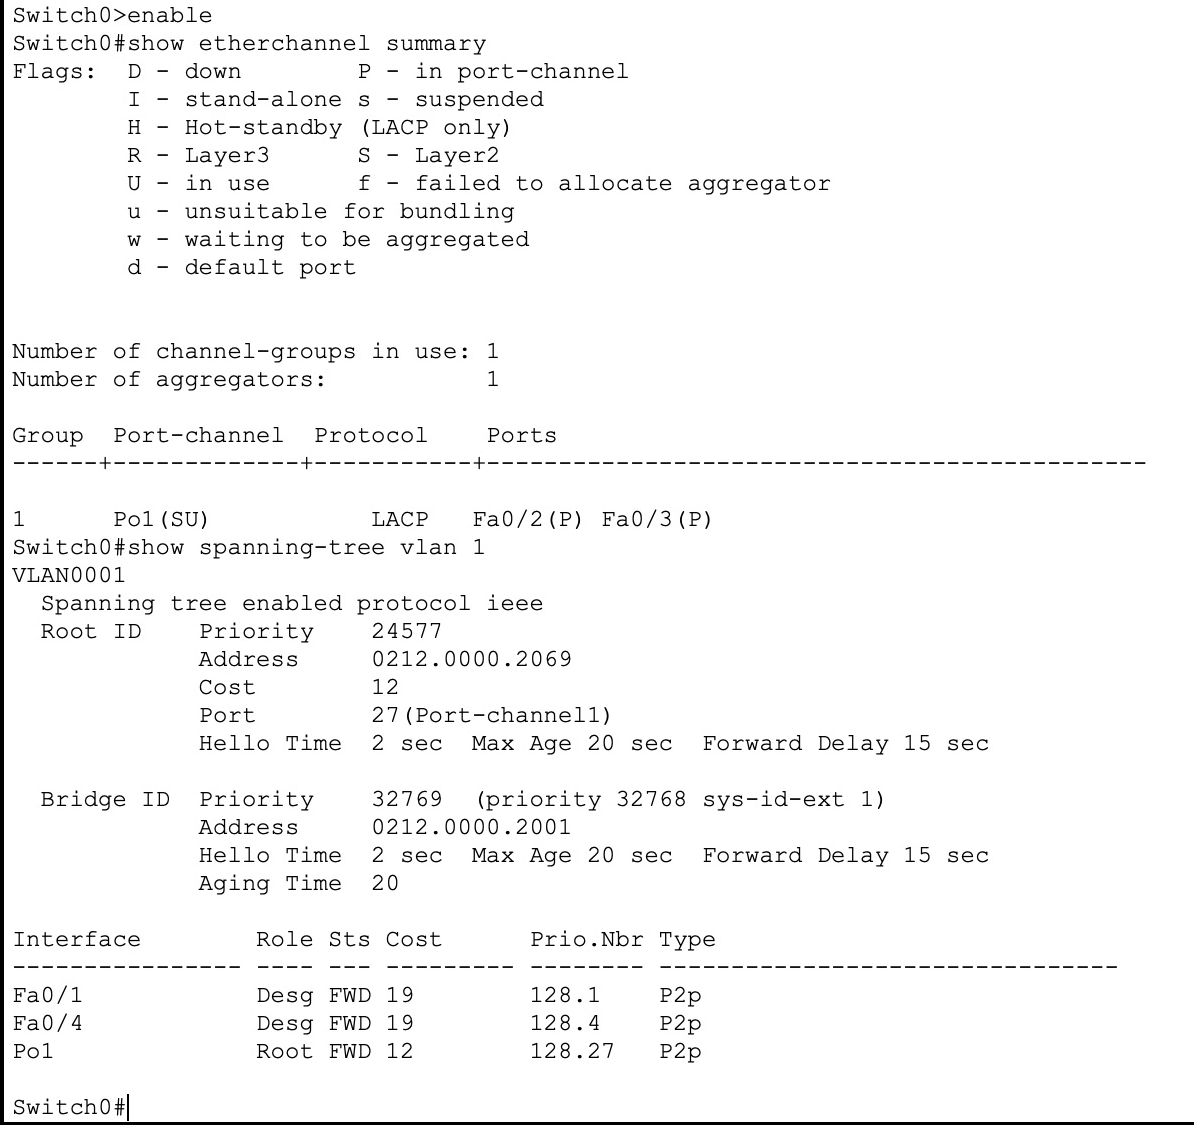 Switch0>enable
Switch0#show etherchannel summary
Flags:  D - down        P - in port-channel
        I - stand-alone s - suspended
        H - Hot-standby (LACP only)
        R - Layer3      S - Layer2
        U - in use      f - failed to allocate aggregator
        u - unsuitable for bundling
        w - waiting to be aggregated
        d - default port
Number of channel-groups in use: 1
Number of aggregators:           1
Group  Port-channel  Protocol    Ports
------+-------------+-----------+----------------------------------------------
1      Po1(SU)           LACP   Fa0/2(P) Fa0/3(P)
Switch0#show spanning-tree vlan 1
VLAN0001
  Spanning tree enabled protocol ieee
  Root ID    Priority    24577
             Address     0212.0000.2069
             Cost        12
             Port        27(Port-channel1)
             Hello Time  2 sec  Max Age 20 sec  Forward Delay 15 sec
  Bridge ID  Priority    32769  (priority 32768 sys-id-ext 1)
             Address     0212.0000.2001
             Hello Time  2 sec  Max Age 20 sec  Forward Delay 15 sec
             Aging Time  20
Interface        Role Sts Cost      Prio.Nbr Type
---------------- ---- --- --------- -------- --------------------------------
Fa0/1            Desg FWD 19        128.1    P2p
Fa0/4            Desg FWD 19        128.4    P2p
Po1              Root FWD 12        128.27   P2p
Switch0#